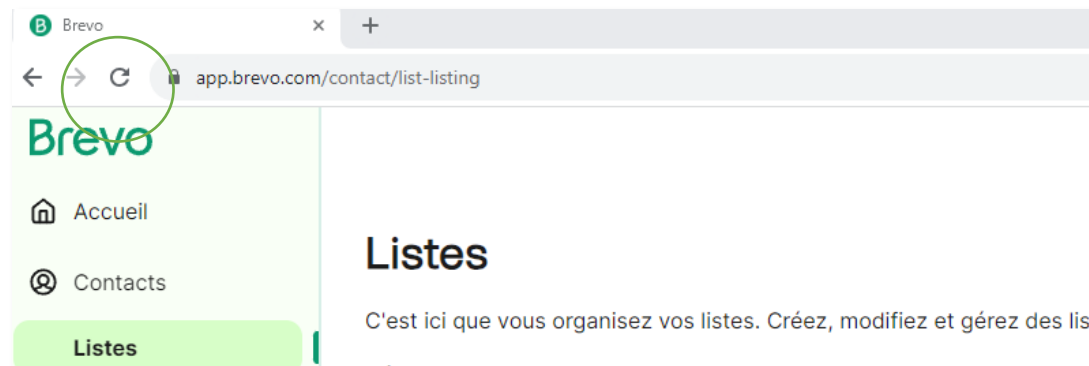 Brevo
app.brevo.com/contact/list-listing
Brevo
Accueil
Contacts
Listes
Listes
C'est ici que vous organisez vos listes. Créez, modifiez et gérez des lis